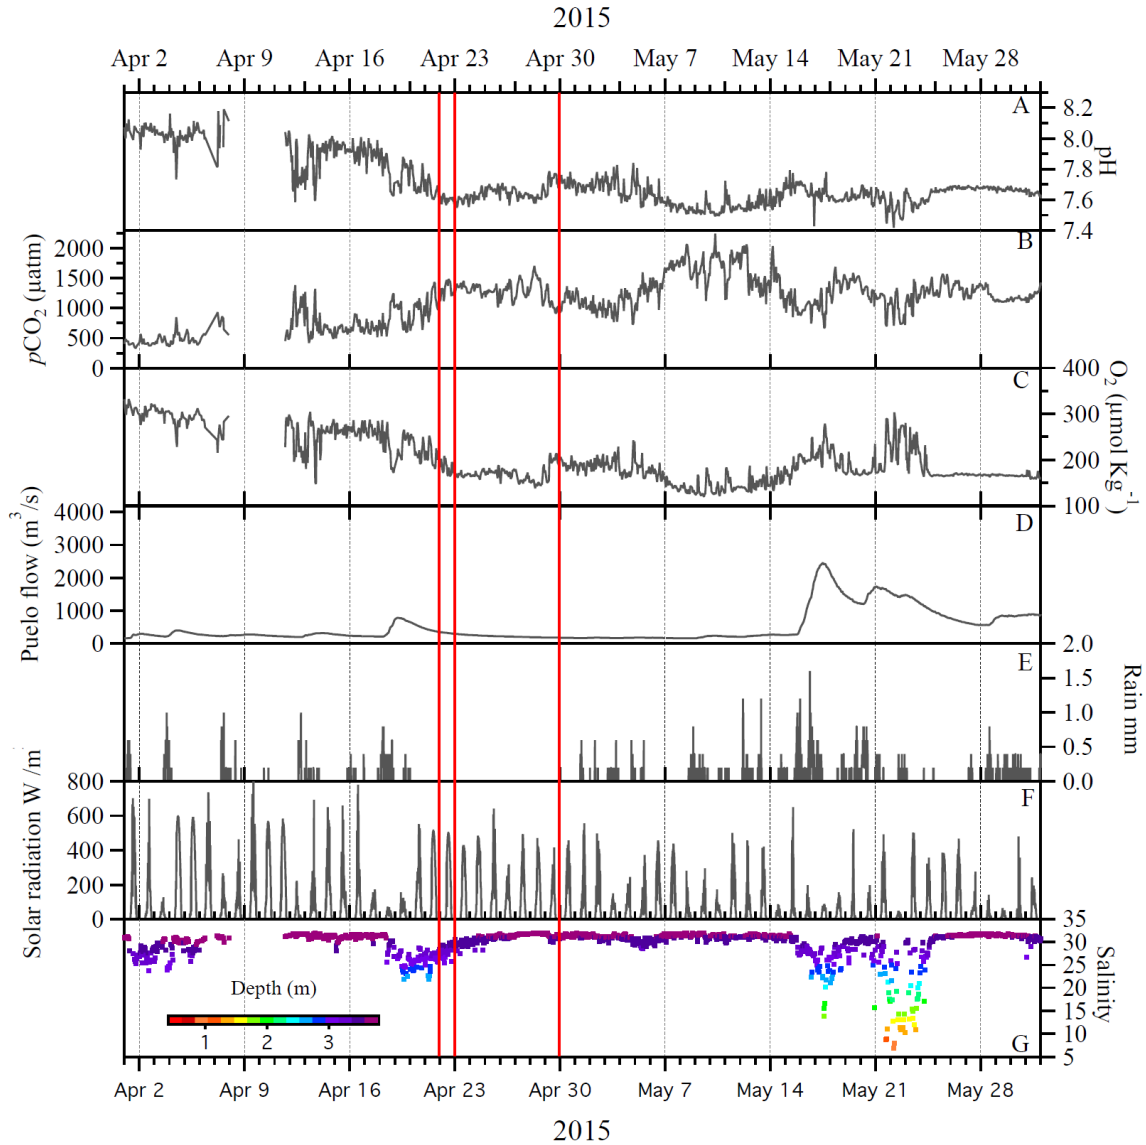 2015
Apr 2 Apr 9 Apr 16 Apr 23 Apr 30 May 7 May 14 May 21 May 28
A
8.2
8.0
7.8
7.6
7.4
pH
B
2000
1500
1000
500
0
pCO2 (µatm)
C
400
300
200
100
O2 (µmol Kg-1)
D
4000
3000
2000
1000
0
Puelo flow (m3/s)
E
2.0
1.5
1.0
0.5
0.0
Rain mm
F
800
600
400
200
0
Solar radiation W /m
35
30
25
20
15
10
5
Salinity
Depth (m)
1 2 3
G
Apr 2 Apr 9 Apr 16 Apr 23 Apr 30 May 7 May 14 May 21 May 28
2015